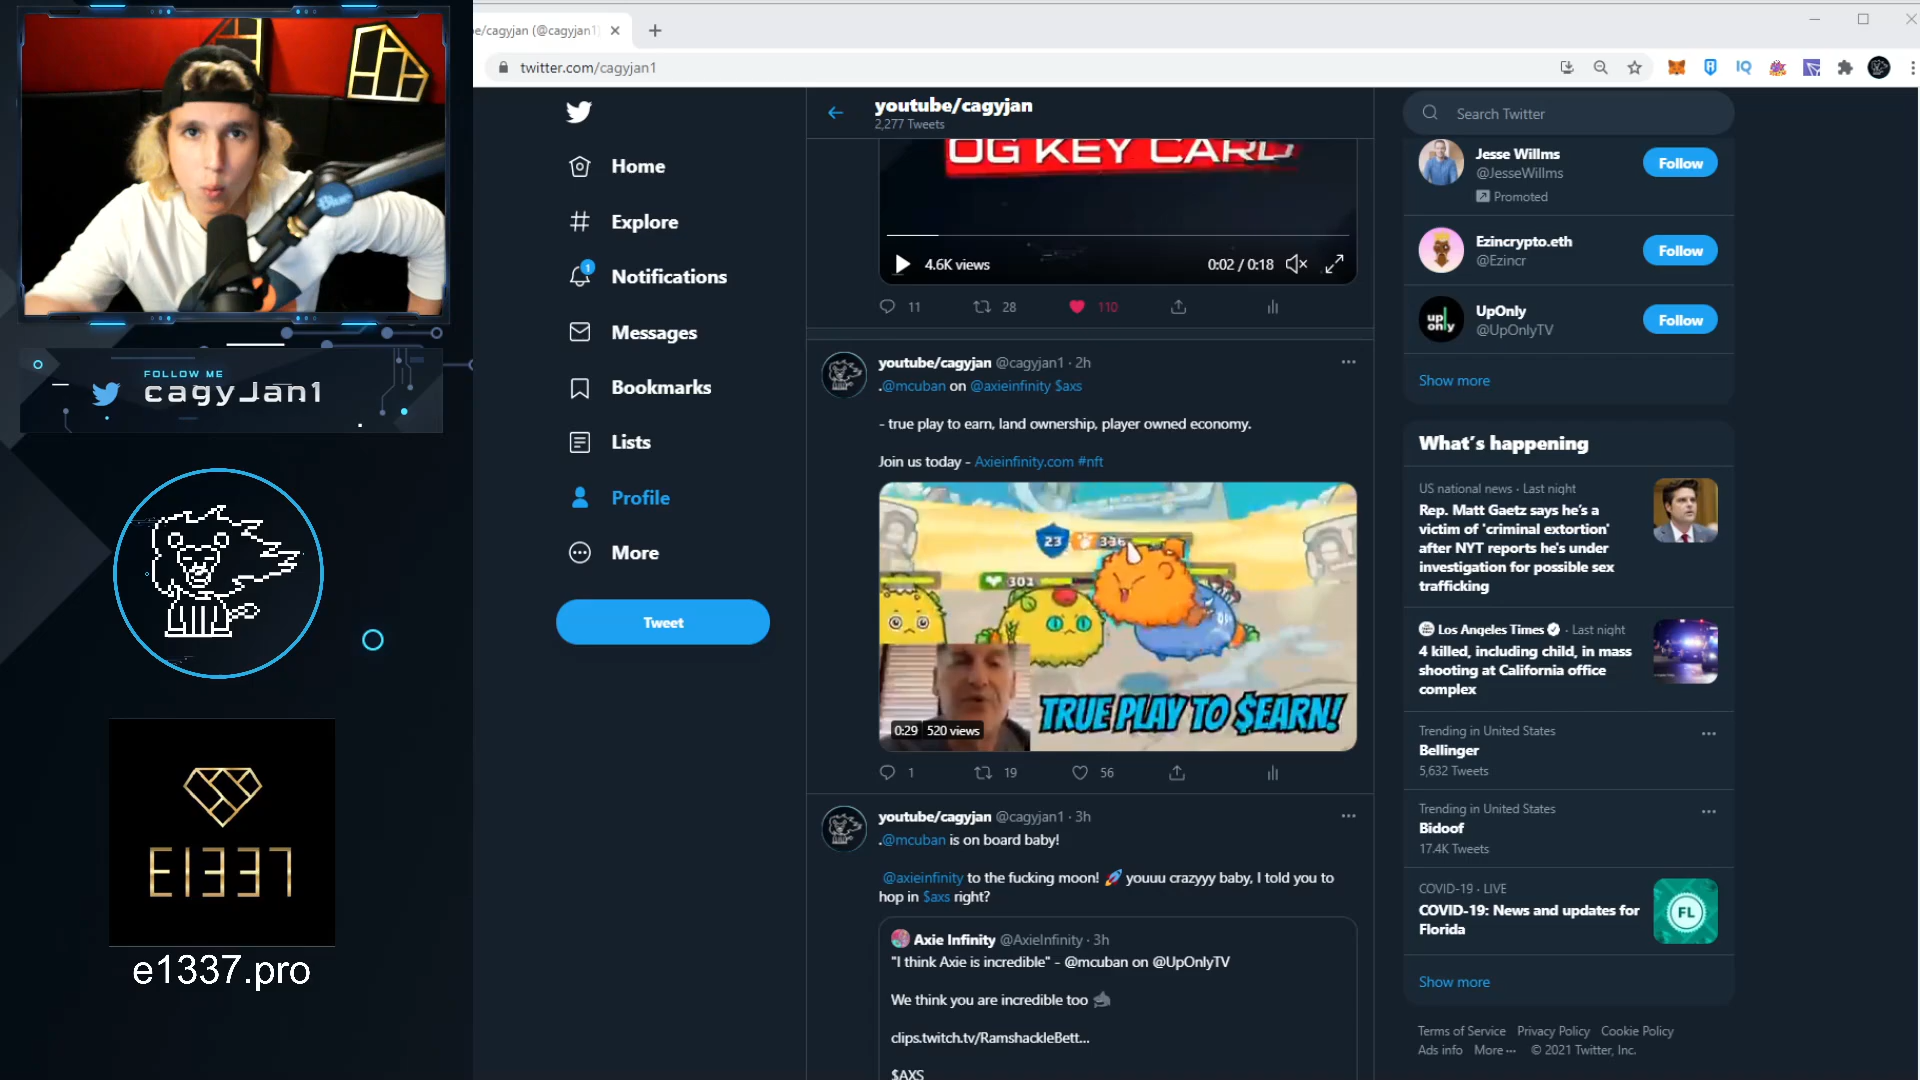 e/cagyjan (@cagyjan1)
twitter.com/cagyjan1
Blue
FOLLOW ME
cagyJan1
E1337
e1337.pro
Home
Explore
1
Notifications
Messages
Bookmarks
Lists
Profile
More
Tweet
youtube/cagyjan
2,277 Tweets
OG KEY CARD
4.6K views
0:02 / 0:18
11
28
110
youtube/cagyjan @cagyjan1 · 2h
.@mcuban on @axieinfinity $axs
- true play to earn, land ownership, player owned economy.
Join us today - Axieinfinity.com #nft
23
336
301
TRUE PLAY TO $EARN!
0:29 520 views
1
19
56
youtube/cagyjan @cagyjan1 · 3h
.@mcuban is on board baby!
@axieinfinity to the fucking moon! 🚀 youuu crazyyy baby, I told you to
hop in $axs right?
Axie Infinity @AxieInfinity · 3h
"I think Axie is incredible" - @mcuban on @UpOnlyTV
We think you are incredible too
clips.twitch.tv/RamshackleBett...
$AXS
IQ
Search Twitter
Jesse Willms
@JesseWillms
Promoted
Follow
Ezincrypto.eth
@Ezincr
Follow
up only
UpOnly
@UpOnlyTV
Follow
Show more
What's happening
US national news · Last night
Rep. Matt Gaetz says he's a
victim of 'criminal extortion'
after NYT reports he's under
investigation for possible sex
trafficking
Los Angeles Times · Last night
4 killed, including child, in mass
shooting at California office
complex
Trending in United States
Bellinger
5,632 Tweets
Trending in United States
Bidoof
17.4K Tweets
COVID-19 · LIVE
COVID-19: News and updates for
Florida
FL
Show more
Terms of Service Privacy Policy Cookie Policy
Ads info More ··· © 2021 Twitter, Inc.